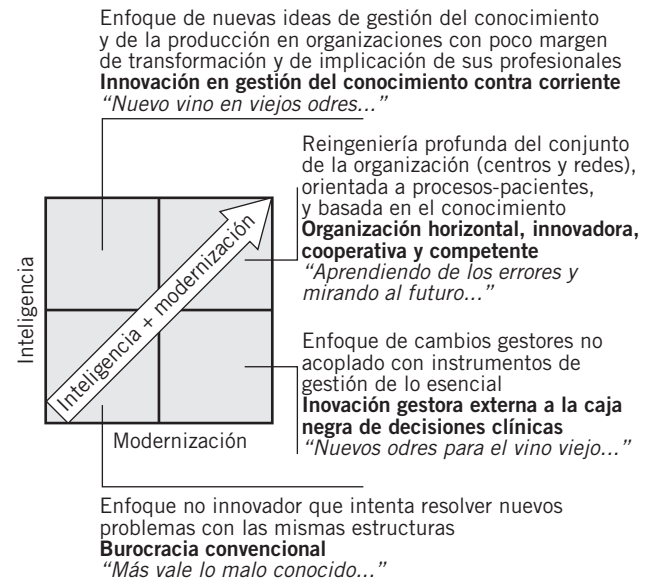 Enfoque de nuevas ideas de gestión del conocimiento
y de la producción en organizaciones con poco margen
de transformación y de implicación de sus profesionales
Innovación en gestión del conocimiento contra corriente
“Nuevo vino en viejos odres...”
Reingeniería profunda del conjunto
de la organización (centros y redes),
orientada a procesos-pacientes,
y basada en el conocimiento
Organización horizontal, innovadora,
cooperativa y competente
“Aprendiendo de los errores y
mirando al futuro...”
Inteligencia
Inteligencia + modernización
Modernización
Enfoque de cambios gestores no
acoplado con instrumentos de
gestión de lo esencial
Inovación gestora externa a la caja
negra de decisiones clínicas
“Nuevos odres para el vino viejo...”
Enfoque no innovador que intenta resolver nuevos
problemas con las mismas estructuras
Burocracia convencional
“Más vale lo malo conocido...”